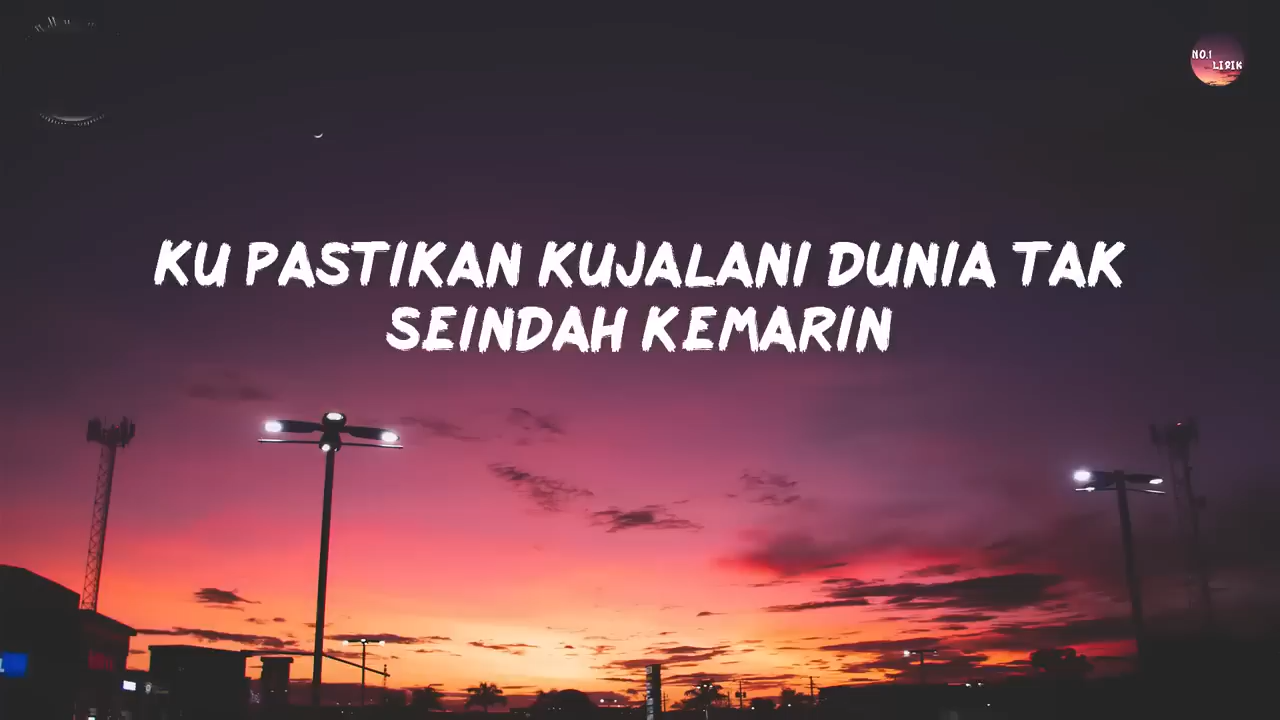 NO.1
LIRIK
KU PASTIKAN KUJALANI DUNIA TAK
SEINDAH KEMARIN